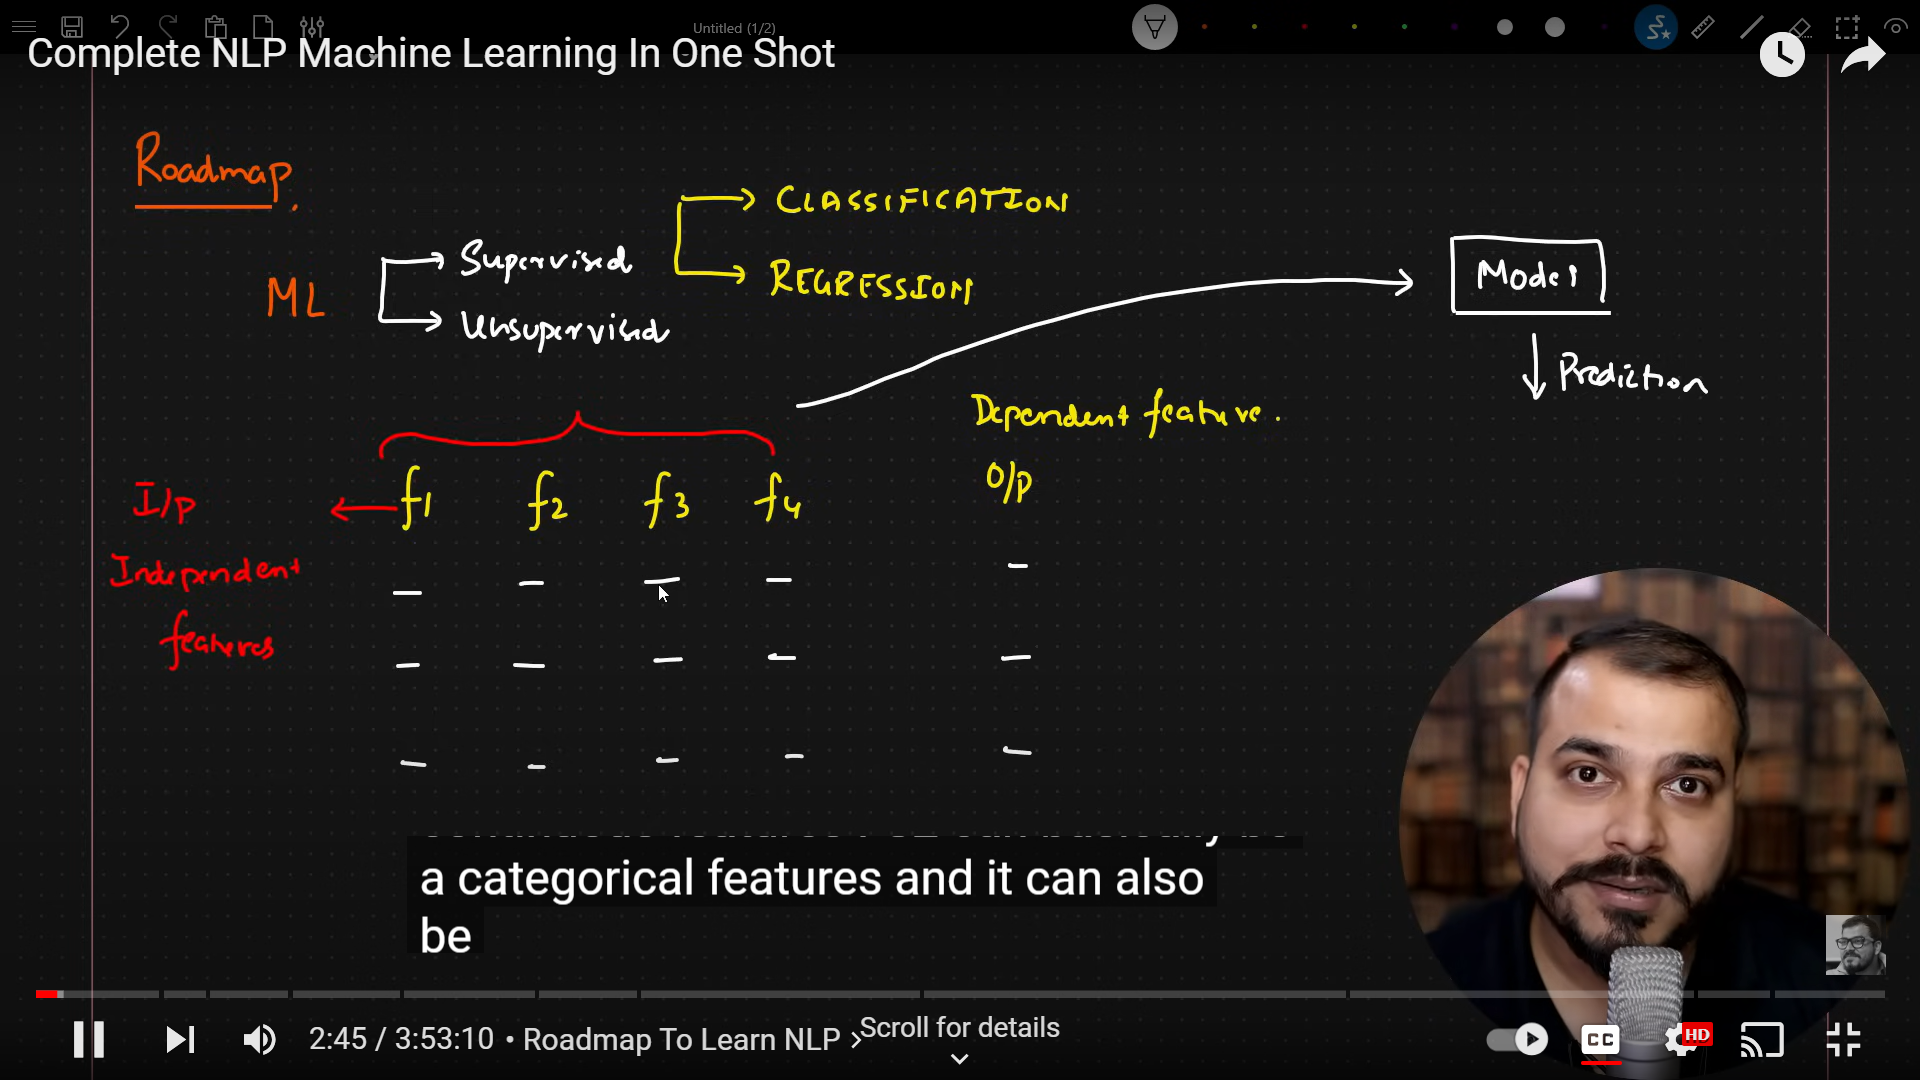 Untitled (1/2)
Complete NLP Machine Learning In One Shot
Roadmap.
CLASSIFICATION
Supervised
REGRESSION
Model
ML
Unsupervised
Prediction
Dependent feature.
I/p
f1 f2 f3 f4
O/p
Independent
features
a categorical features and it can also
be
2:45 / 3:53:10 • Roadmap To Learn NLP >
Scroll for details
CC
HD